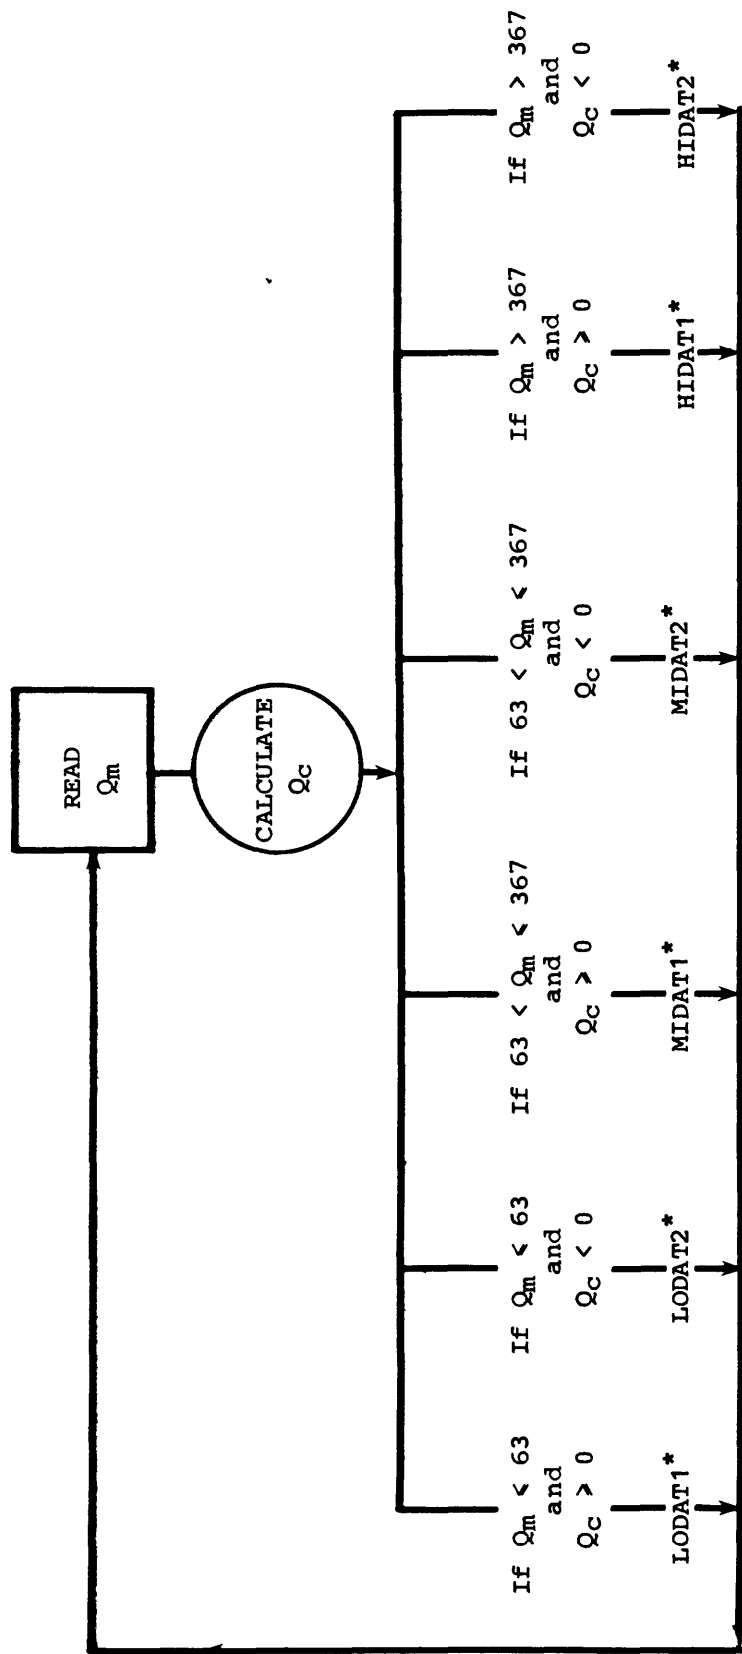 READ
Qm
CALCULATE
Qc
If Qm ⩽ 63
and
Qc ⩾ 0
LODAT1*
If Qm ⩽ 63
and
Qc < 0
LODAT2*
If 63 < Qm ⩽ 367
and
Qc ⩾ 0
MIDAT1*
If 63 < Qm ⩽ 367
and
Qc < 0
MIDAT2*
If Qm > 367
and
Qc ⩾ 0
HIDAT1*
If Qm > 367
and
Qc < 0
HIDAT2*